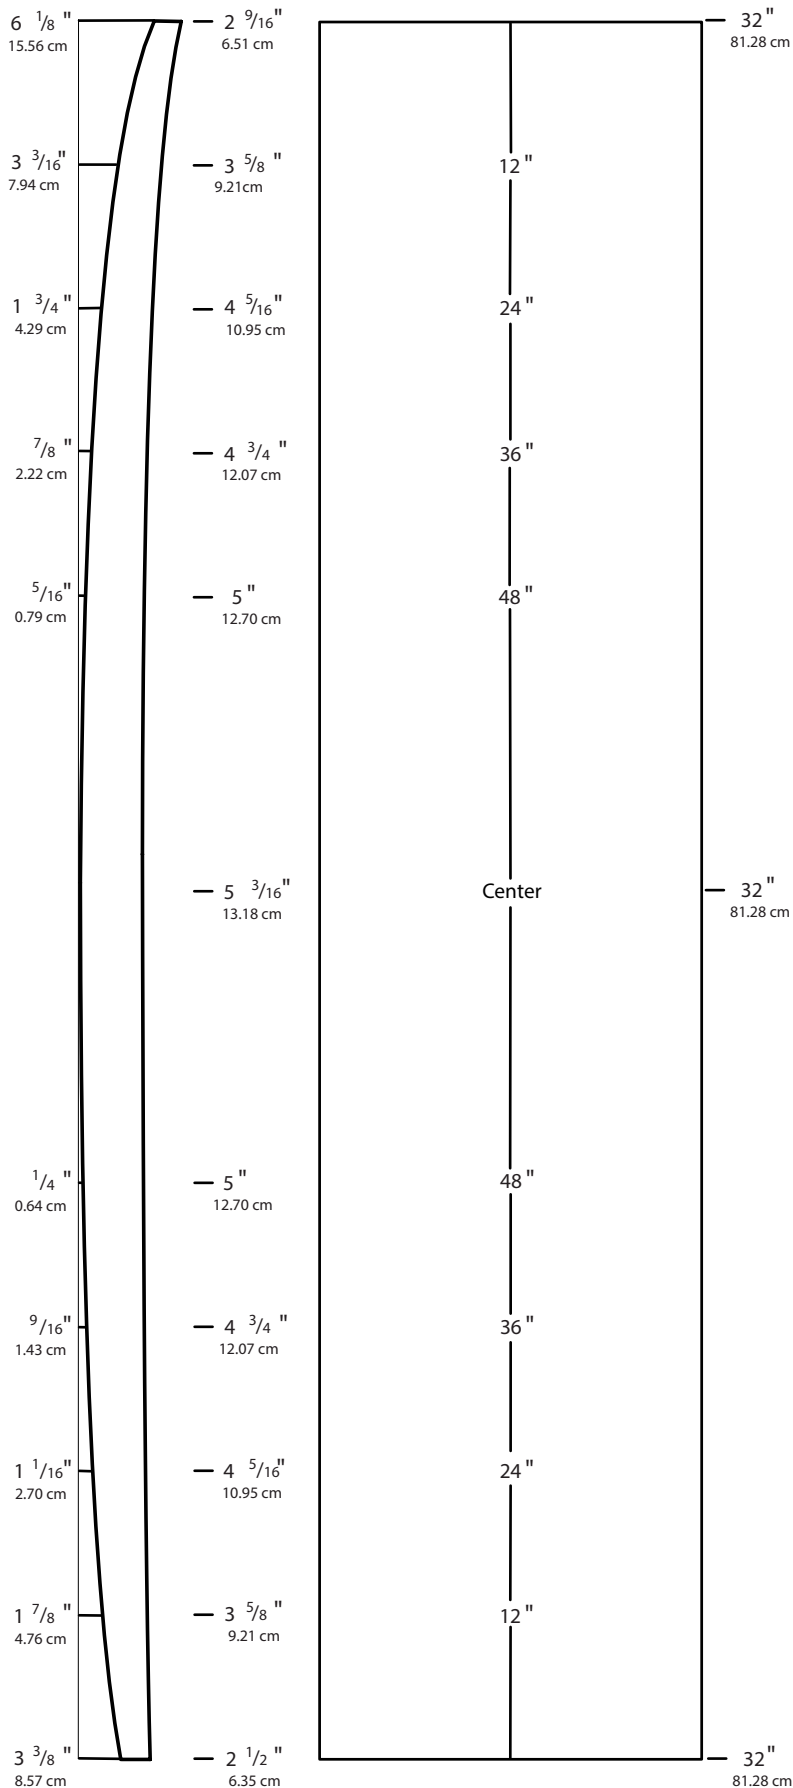 6 1/8 "
15.56 cm
2 9/16"
6.51 cm
32"
81.28 cm
3 3/16"
7.94 cm
3 5/8 "
9.21cm
12"
1 3/4 "
4.29 cm
4 5/16"
10.95 cm
24"
7/8 "
2.22 cm
4 3/4 "
12.07 cm
36"
5/16"
0.79 cm
5 "
12.70 cm
48"
5 3/16"
13.18 cm
Center
32"
81.28 cm
1/4 "
0.64 cm
5 "
12.70 cm
48"
9/16"
1.43 cm
4 3/4 "
12.07 cm
36"
1 1/16"
2.70 cm
4 5/16"
10.95 cm
24"
1 7/8 "
4.76 cm
3 5/8 "
9.21 cm
12"
3 3/8 "
8.57 cm
2 1/2 "
6.35 cm
32"
81.28 cm